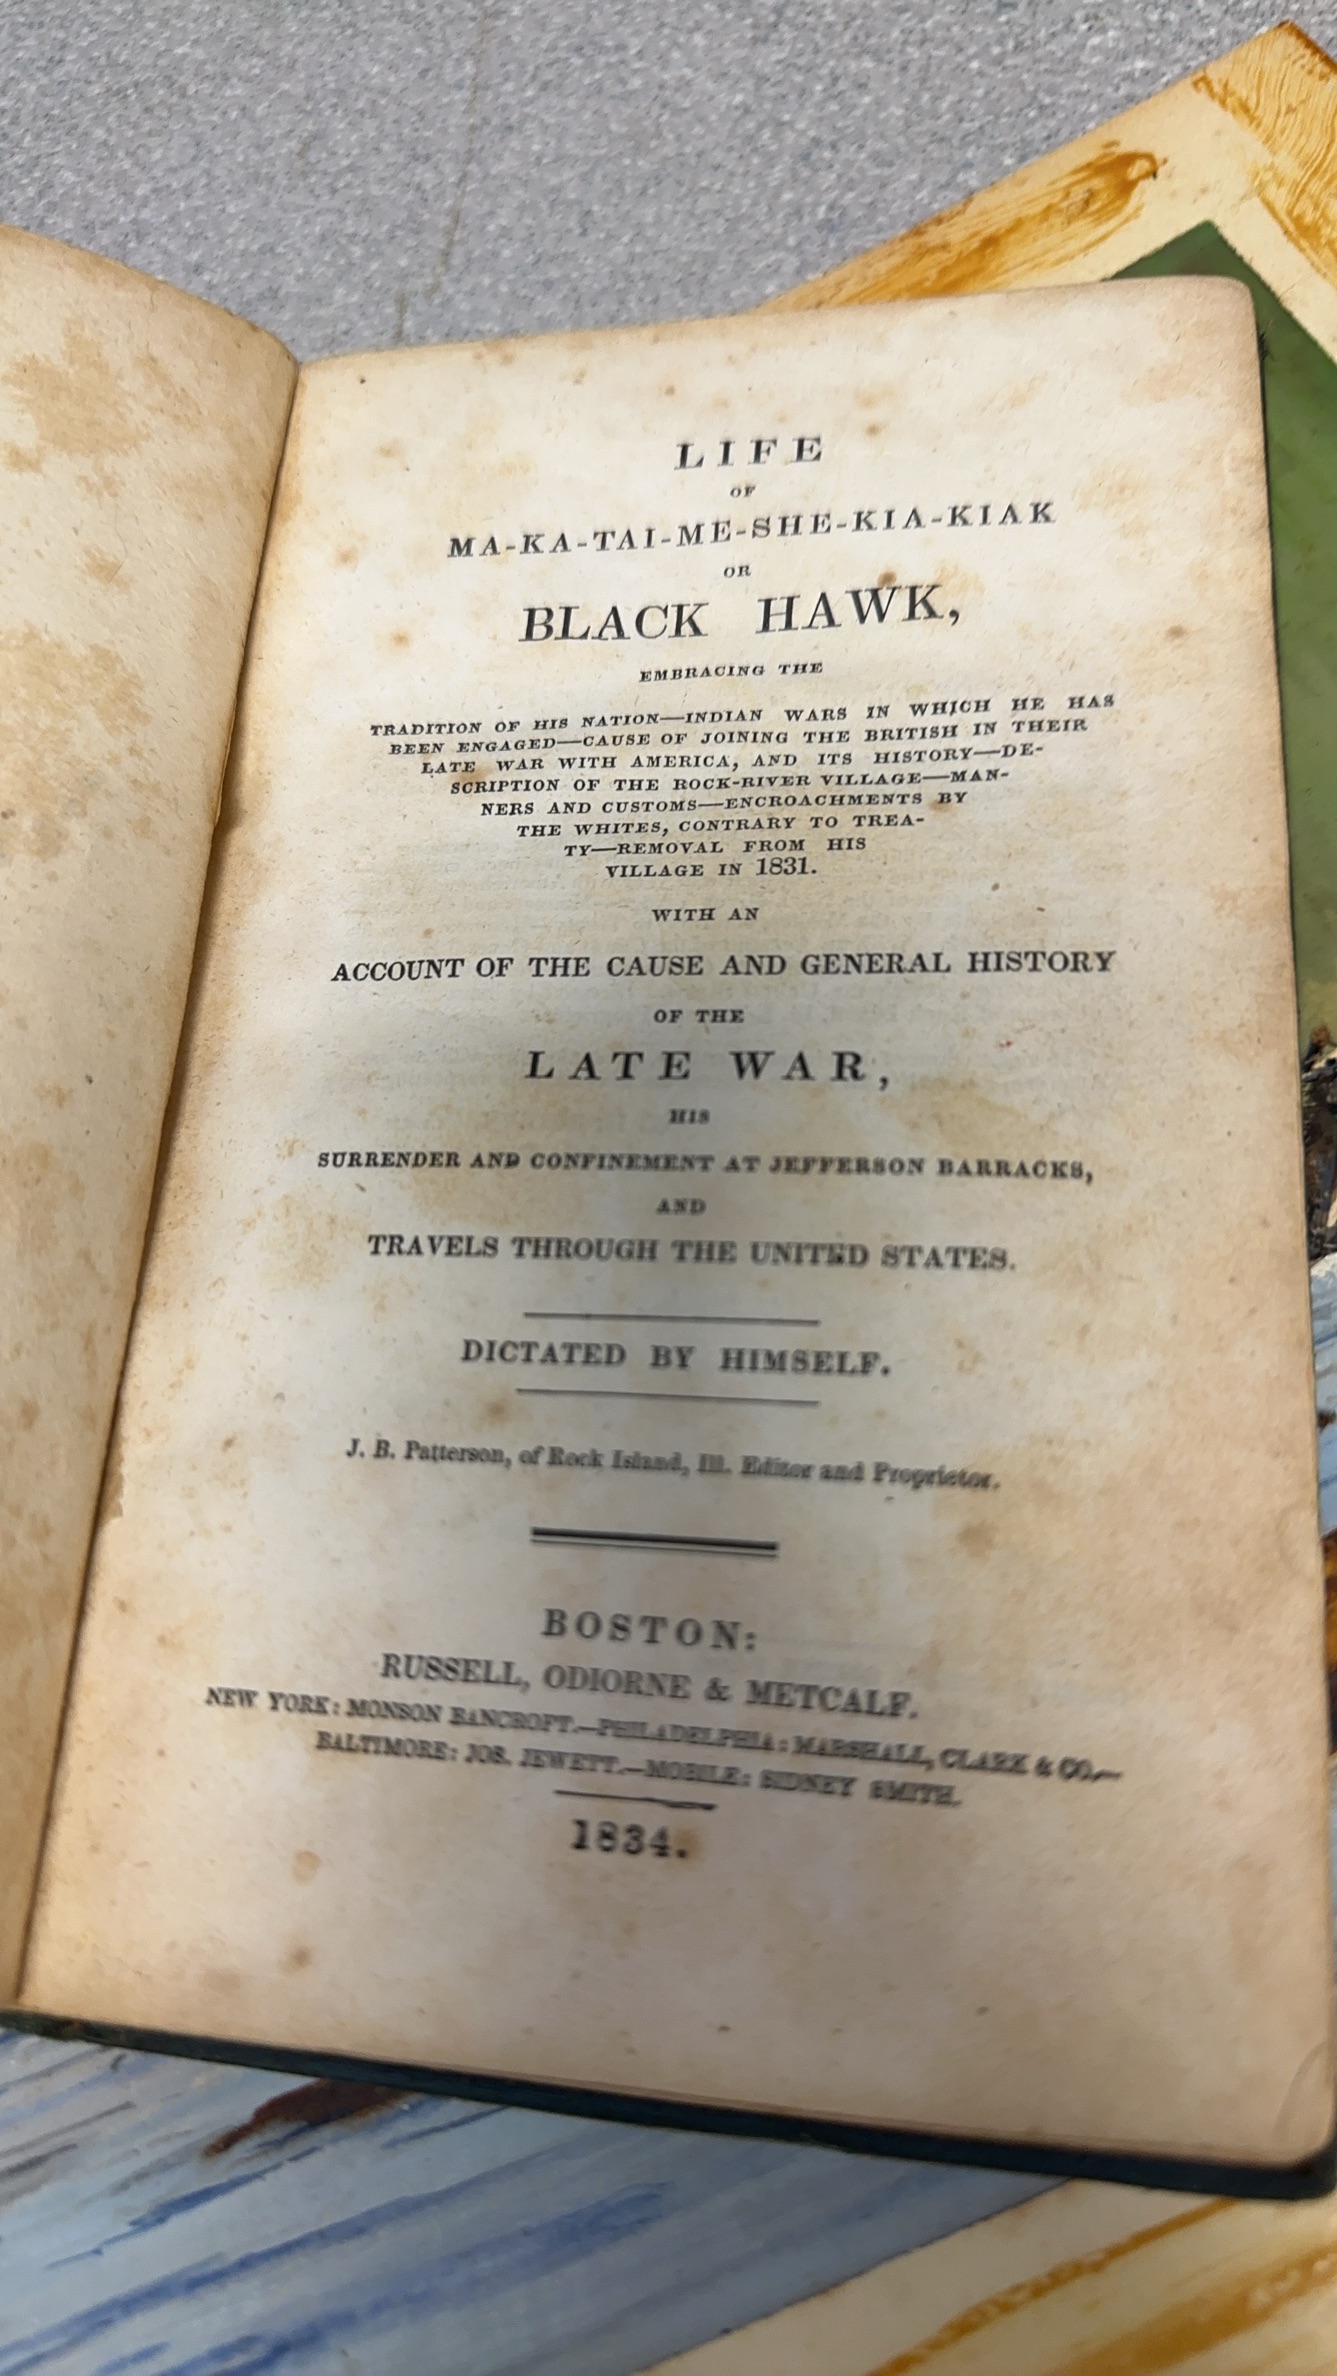 LIFE
OF
MA-KA-TAI-ME-SHE-KIA-KIAK
OR
BLACK HAWK,
EMBRACING THE
TRADITION OF HIS NATION—INDIAN WARS IN WHICH HE HAS
BEEN ENGAGED—CAUSE OF JOINING THE BRITISH IN THEIR
LATE WAR WITH AMERICA, AND ITS HISTORY—DE-
SCRIPTION OF THE ROCK-RIVER VILLAGE—MAN-
NERS AND CUSTOMS—ENCROACHMENTS BY
THE WHITES, CONTRARY TO TREA-
TY—REMOVAL FROM HIS
VILLAGE IN 1831.
WITH AN
ACCOUNT OF THE CAUSE AND GENERAL HISTORY
OF THE
LATE WAR,
HIS
SURRENDER AND CONFINEMENT AT JEFFERSON BARRACKS,
AND
TRAVELS THROUGH THE UNITED STATES.
DICTATED BY HIMSELF.
J. B. Patterson, of Rock Island, Ill. Editor and Proprietor.
BOSTON:
RUSSELL, ODIORNE & METCALF.
NEW YORK: MONSON BANCROFT.—PHILADELPHIA: MARSHALL, CLARK & CO.—
BALTIMORE: JOS. JEWETT.—MOBILE: SIDNEY SMITH.
1834.